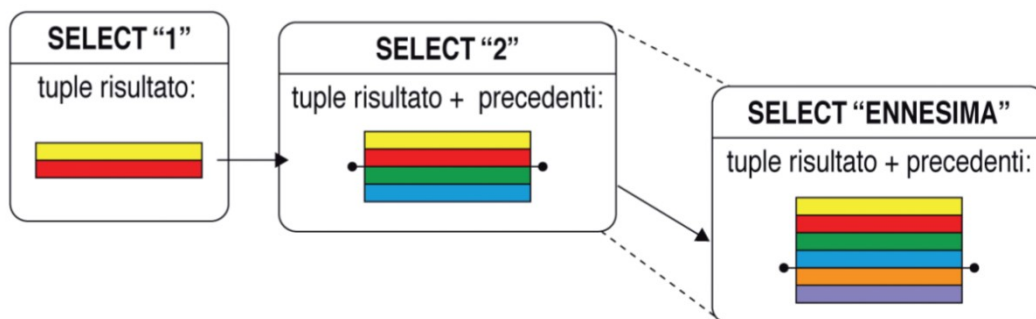 SELECT “1”
tuple risultato:
SELECT “2”
tuple risultato + precedenti:
SELECT “ENNESIMA”
tuple risultato + precedenti: